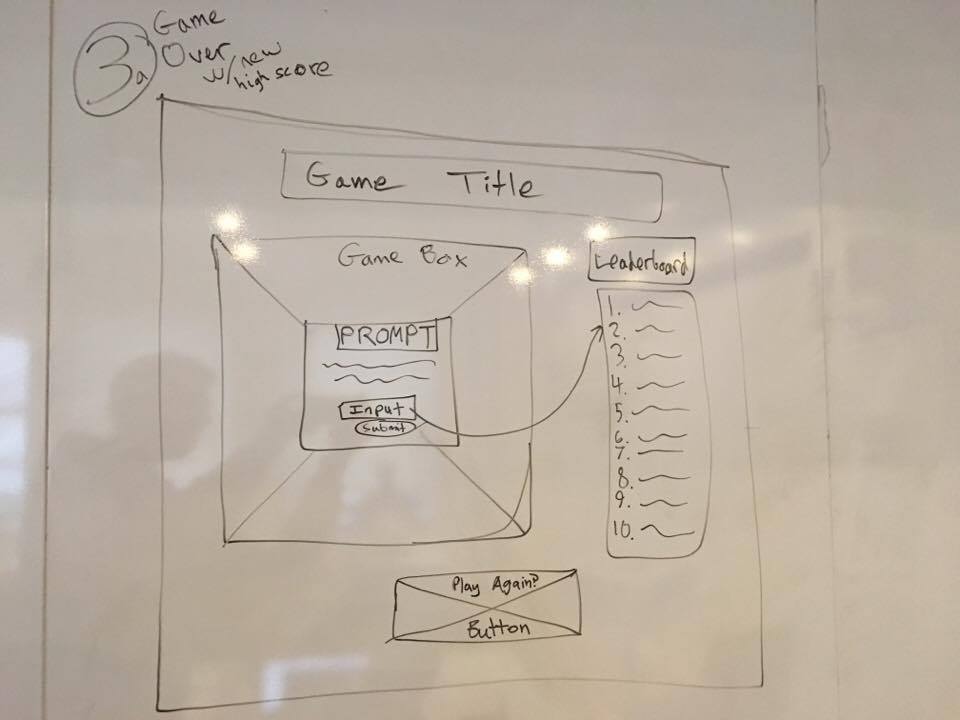 3a
Game
Over
w/new
high score
Game Title
Game Box
PROMPT
Input
Submit
Leaderboard
1.
2.
3.
4.
5.
6.
7.
8.
9.
10.
Play Again?
Button